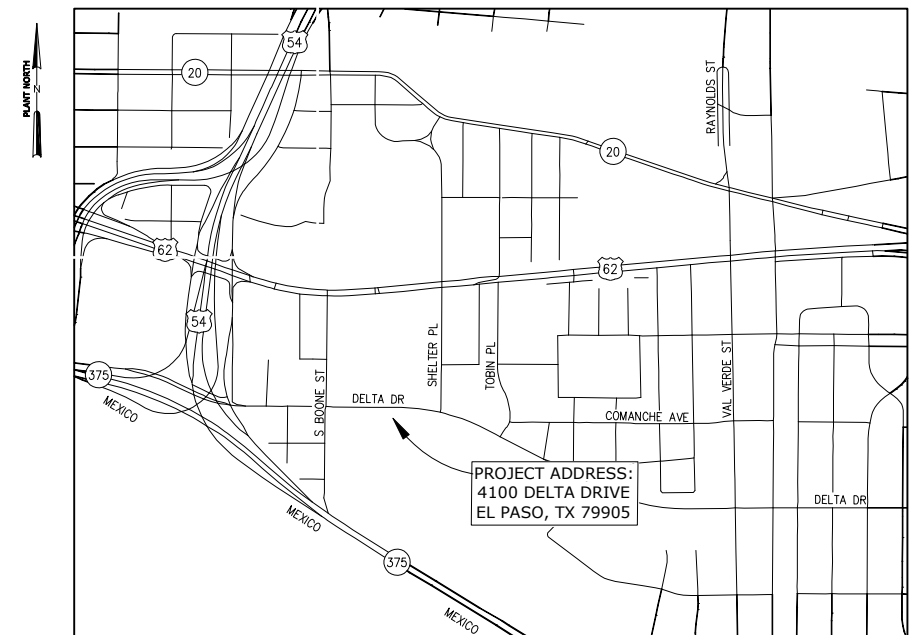 PLANT NORTH
N
54
20
RAYNOLDS ST
20
62
62
54
SHELTER PL
TOBIN PL
VAL VERDE ST
375
MEXICO
S BOONE ST
DELTA DR
COMANCHE AVE
PROJECT ADDRESS:
4100 DELTA DRIVE
EL PASO, TX 79905
DELTA DR
MEXICO
375
MEXICO